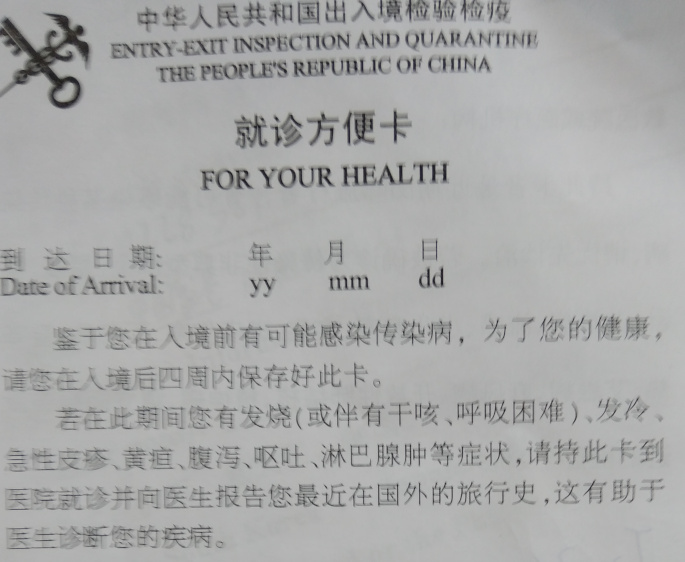 中华人民共和国出入境检验检疫
ENTRY-EXIT INSPECTION AND QUARANTINE
THE PEOPLE'S REPUBLIC OF CHINA
就诊方便卡
FOR YOUR HEALTH
到 达 日 期: 年 月 日
Date of Arrival: yy mm dd
鉴于您在入境前有可能感染传染病，为了您的健康，
请您在入境后四周内保存好此卡。
若在此期间您有发烧(或伴有干咳、呼吸困难)、发冷、
急性皮疹、黄疸、腹泻、呕吐、淋巴腺肿等症状,请持此卡到
医院就诊并向医生报告您最近在国外的旅行史,这有助于
医生诊断您的疾病。